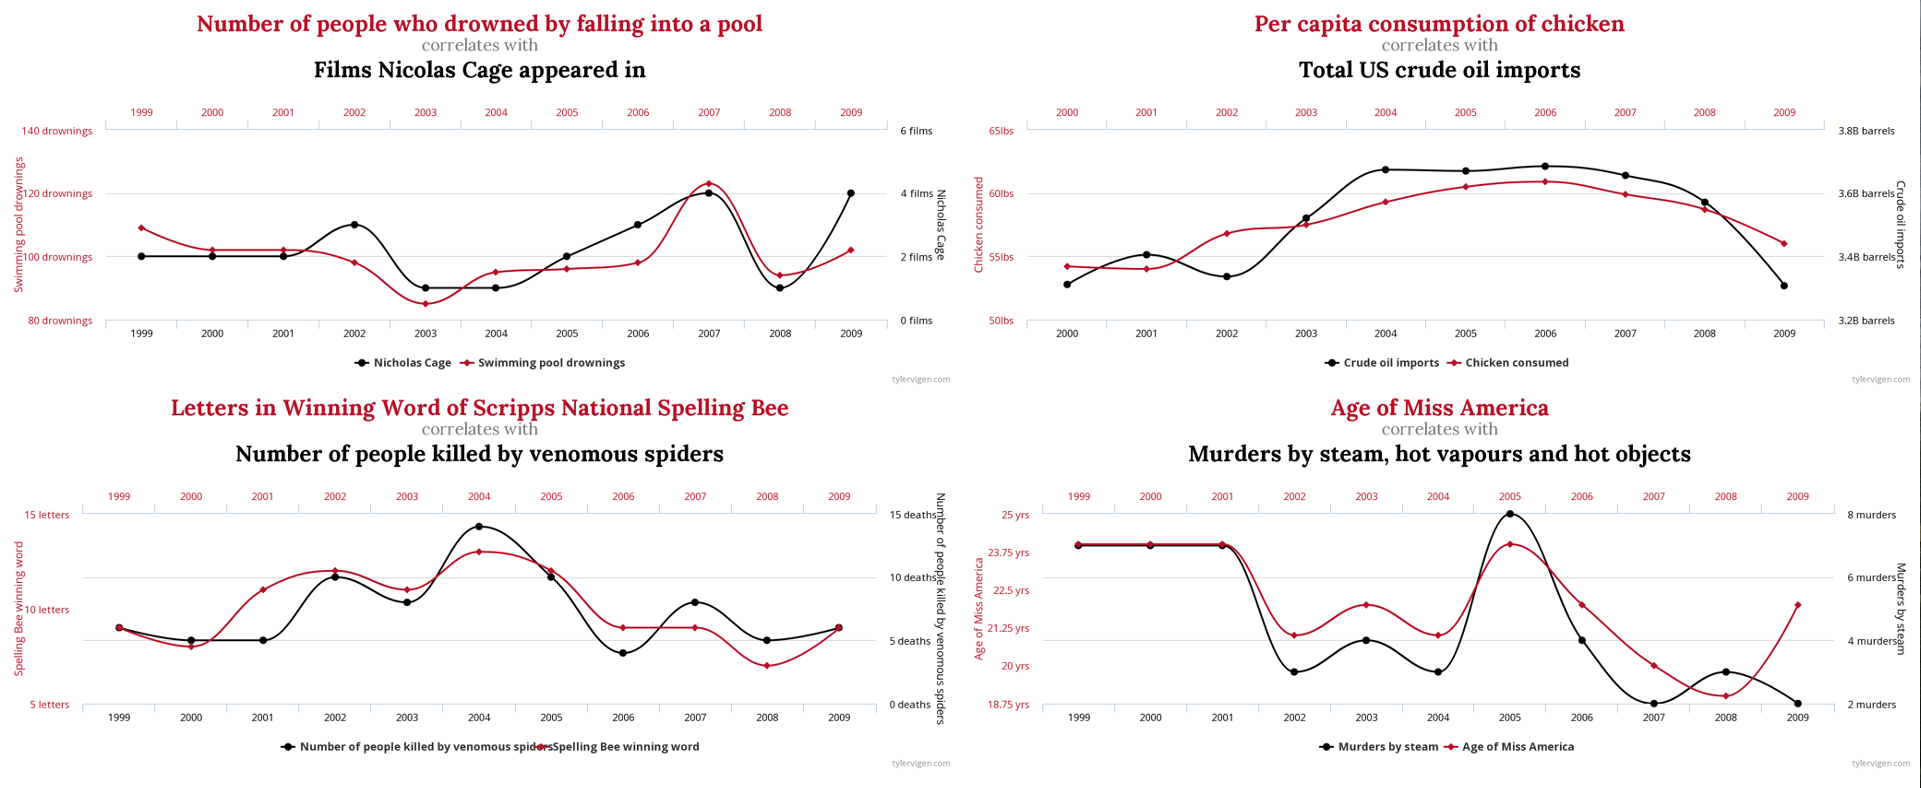 Number of people who drowned by falling into a pool
correlates with
Films Nicolas Cage appeared in
1999 2000 2001 2002 2003 2004 2005 2006 2007 2008 2009
140 drownings
120 drownings
100 drownings
80 drownings
Swimming pool drownings
6 films
4 films
2 films
0 films
Nicholas Cage
1999 2000 2001 2002 2003 2004 2005 2006 2007 2008 2009
Nicholas Cage Swimming pool drownings
tylervigen.com
Per capita consumption of chicken
correlates with
Total US crude oil imports
2000 2001 2002 2003 2004 2005 2006 2007 2008 2009
65lbs
60lbs
55lbs
50lbs
Chicken consumed
3.8B barrels
3.6B barrels
3.4B barrels
3.2B barrels
Crude oil imports
2000 2001 2002 2003 2004 2005 2006 2007 2008 2009
Crude oil imports Chicken consumed
tylervigen.com
Letters in Winning Word of Scripps National Spelling Bee
correlates with
Number of people killed by venomous spiders
1999 2000 2001 2002 2003 2004 2005 2006 2007 2008 2009
15 letters
10 letters
5 letters
Spelling Bee winning word
15 deaths
10 deaths
5 deaths
0 deaths
Number of people killed by venomous spiders
1999 2000 2001 2002 2003 2004 2005 2006 2007 2008 2009
Number of people killed by venomous spiders Spelling Bee winning word
tylervigen.com
Age of Miss America
correlates with
Murders by steam, hot vapours and hot objects
1999 2000 2001 2002 2003 2004 2005 2006 2007 2008 2009
25 yrs
23.75 yrs
22.5 yrs
21.25 yrs
20 yrs
18.75 yrs
Age of Miss America
8 murders
6 murders
4 murders
2 murders
Murders by steam
1999 2000 2001 2002 2003 2004 2005 2006 2007 2008 2009
Murders by steam Age of Miss America
tylervigen.com